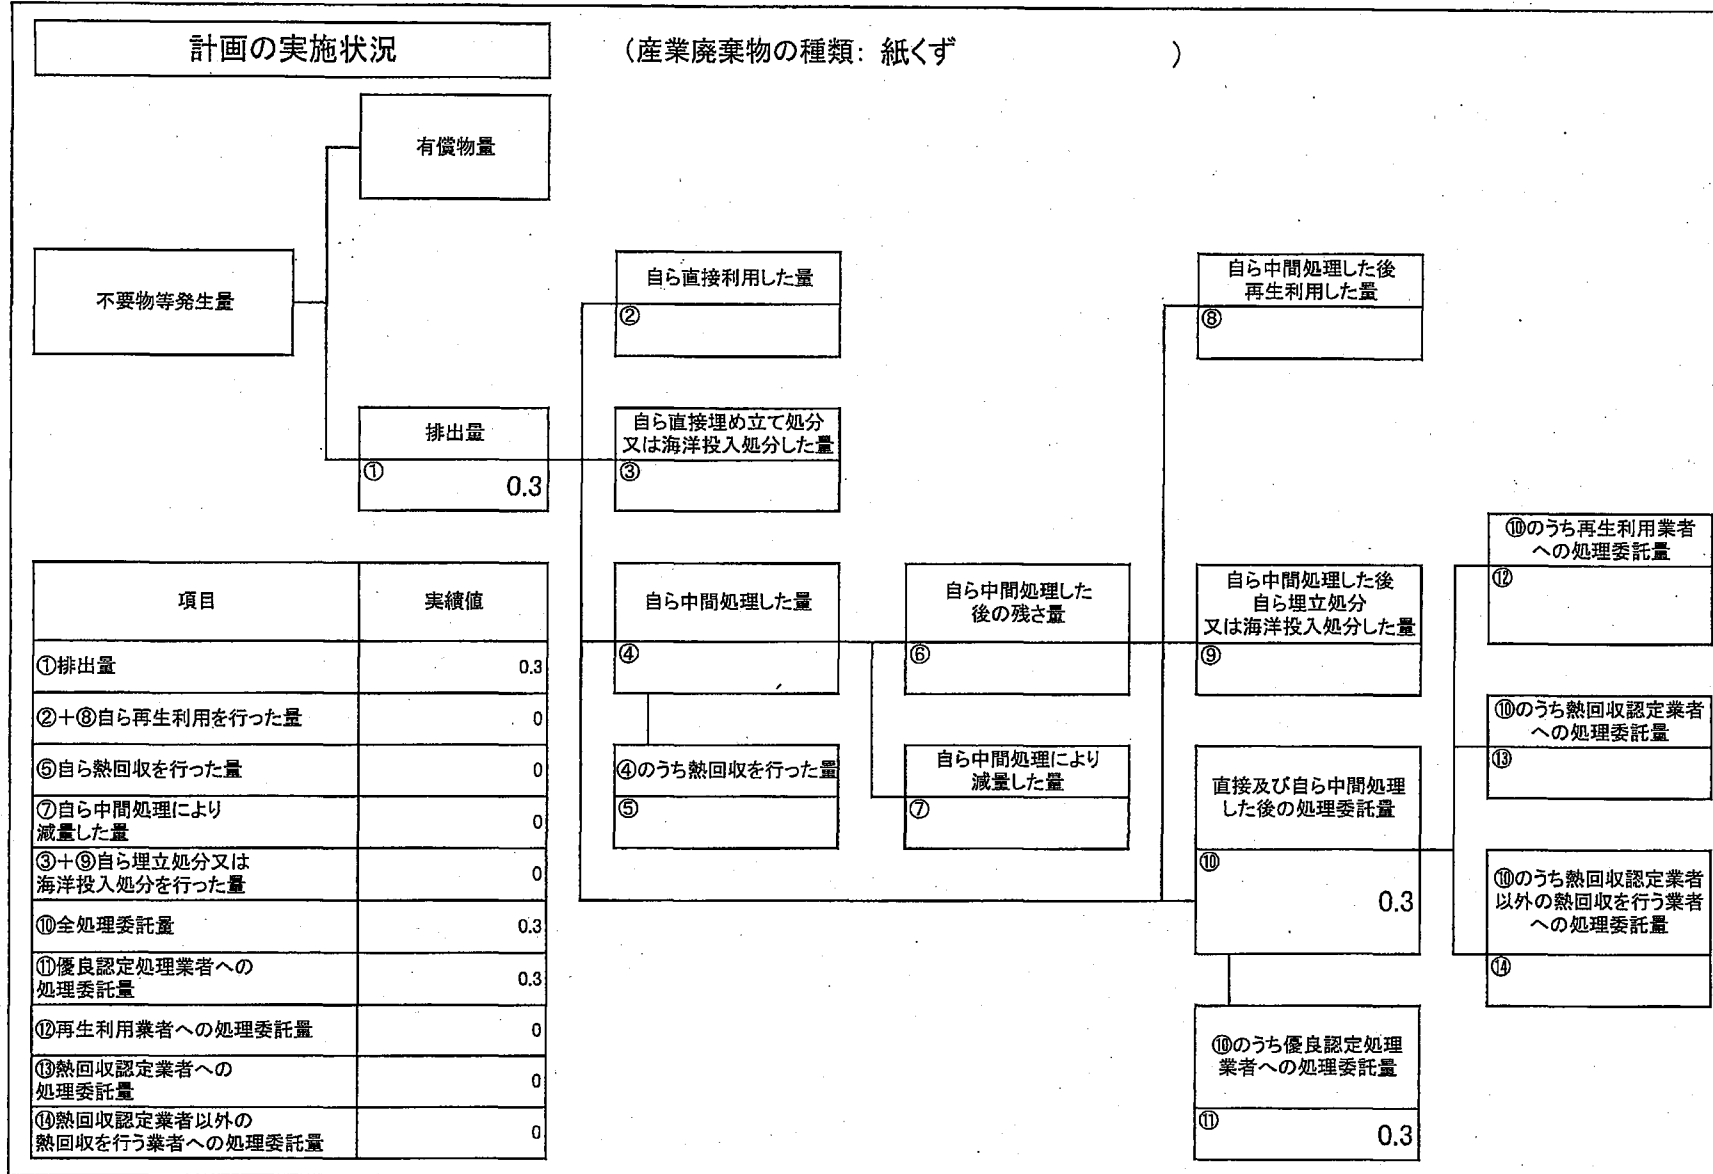 計画の実施状況
（産業廃棄物の種類：紙くず　　　　　　　）
有償物量
不要物等発生量
自ら直接利用した量
②
自ら中間処理した後
再生利用した量
⑧
排出量
①
0.3
自ら直接埋め立て処分
又は海洋投入処分した量
③
自ら中間処理した量
④
自ら中間処理した
後の残さ量
⑥
自ら中間処理した後
自ら埋立処分
又は海洋投入処分した量
⑨
⑩のうち再生利用業者
への処理委託量
⑫
④のうち熱回収を行った量
⑤
自ら中間処理により
減量した量
⑦
直接及び自ら中間処理
した後の処理委託量
⑩
0.3
⑩のうち熱回収認定業者
への処理委託量
⑬
⑩のうち熱回収認定業者
以外の熱回収を行う業者
への処理委託量
⑭
⑩のうち優良認定処理
業者への処理委託量
⑪
0.3
項目 実績値
①排出量 0.3
②＋⑧自ら再生利用を行った量 0
⑤自ら熱回収を行った量 0
⑦自ら中間処理により
減量した量 0
③＋⑨自ら埋立処分又は
海洋投入処分を行った量 0
⑩全処理委託量 0.3
⑪優良認定処理業者への
処理委託量 0.3
⑫再生利用業者への処理委託量 0
⑬熱回収認定業者への
処理委託量 0
⑭熱回収認定業者以外の
熱回収を行う業者への処理委託量 0